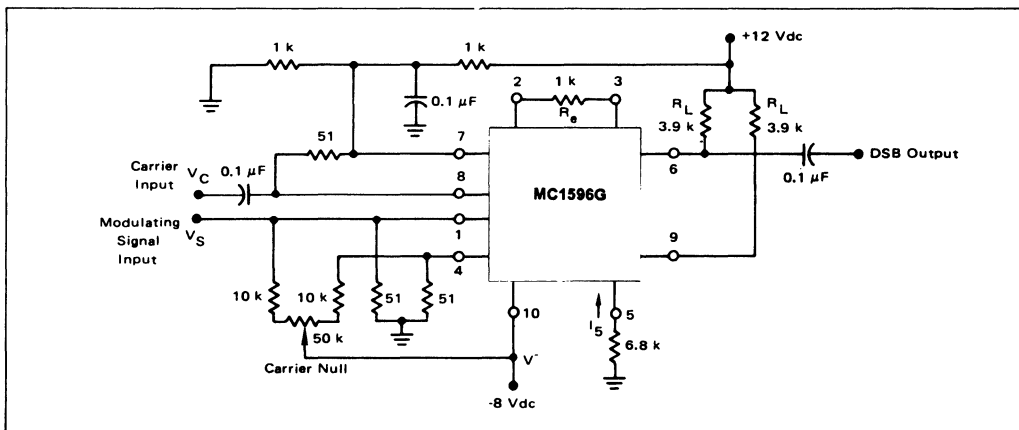 +12 Vdc
1 k
1 k
2
1 k
3
R_e
0.1 μF
R_L
3.9 k
R_L
3.9 k
51
7
6
0.1 μF
DSB Output
Carrier
Input
V_C
0.1 μF
8
MC1596G
Modulating
Signal
Input
V_S
1
4
9
10 k
10 k
51
51
50 k
10
I_5
5
6.8 k
Carrier Null
V-
-8 Vdc